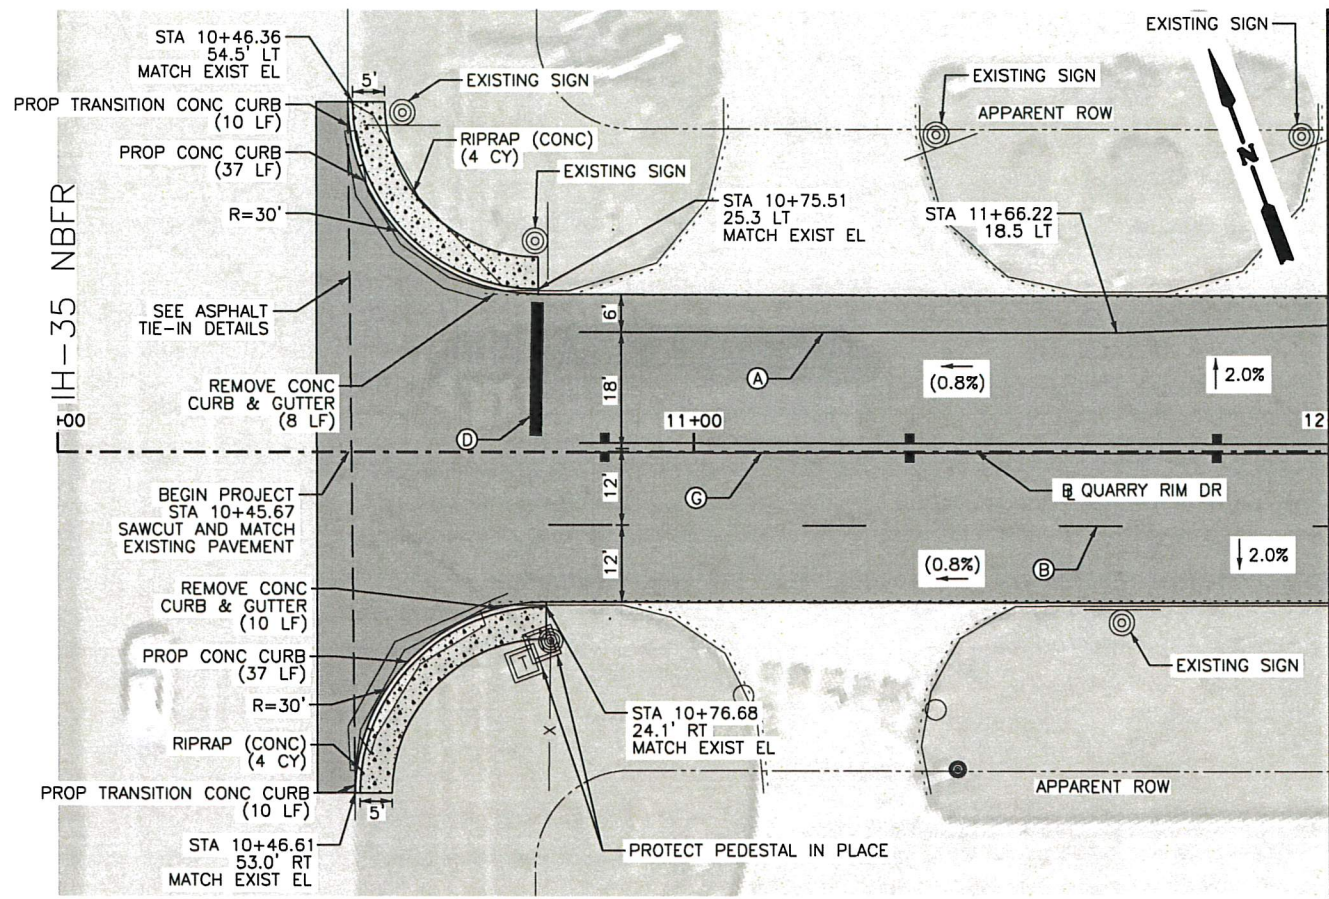 STA 10+46.36
54.5' LT
MATCH EXIST EL
5'
EXISTING SIGN
EXISTING SIGN
EXISTING SIGN
PROP TRANSITION CONC CURB
(10 LF)
APPARENT ROW
RIPRAP (CONC)
(4 CY)
PROP CONC CURB
(37 LF)
EXISTING SIGN
N
R=30'
STA 10+75.51
25.3 LT
MATCH EXIST EL
STA 11+66.22
18.5 LT
IH-35 NBFR
SEE ASPHALT
TIE-IN DETAILS
6'
REMOVE CONC
CURB & GUTTER
(8 LF)
A
18'
(0.8%)
2.0%
+00
D
11+00
12
BEGIN PROJECT
STA 10+45.67
SAWCUT AND MATCH
EXISTING PAVEMENT
12'
G
BL QUARRY RIM DR
12'
(0.8%)
B
2.0%
REMOVE CONC
CURB & GUTTER
(10 LF)
PROP CONC CURB
(37 LF)
T
EXISTING SIGN
R=30'
STA 10+76.68
24.1' RT
MATCH EXIST EL
X
RIPRAP (CONC)
(4 CY)
PROP TRANSITION CONC CURB
(10 LF)
5'
APPARENT ROW
STA 10+46.61
53.0' RT
MATCH EXIST EL
PROTECT PEDESTAL IN PLACE